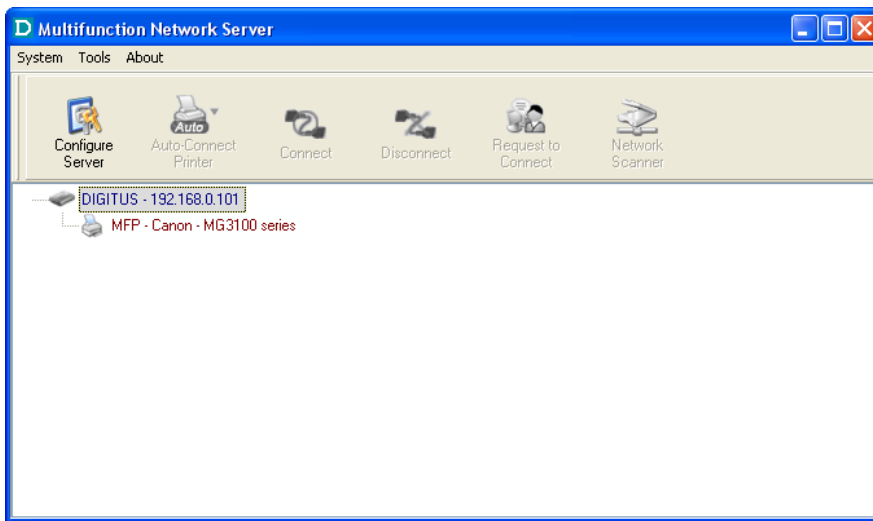 D Multifunction Network Server
System Tools About
Configure Server
Auto Auto-Connect Printer
Connect
Disconnect
Request to Connect
Network Scanner
DIGITUS - 192.168.0.101
MFP - Canon - MG3100 series